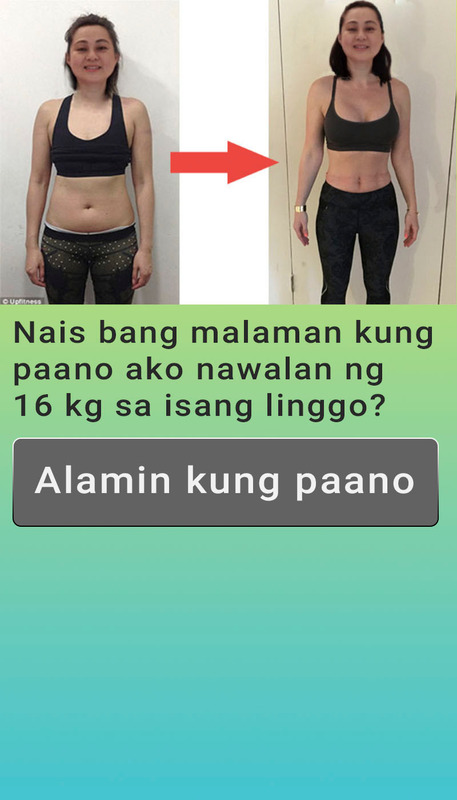 © Upfitness
Nais bang malaman kung
paano ako nawalan ng
16 kg sa isang linggo?
Alamin kung paano